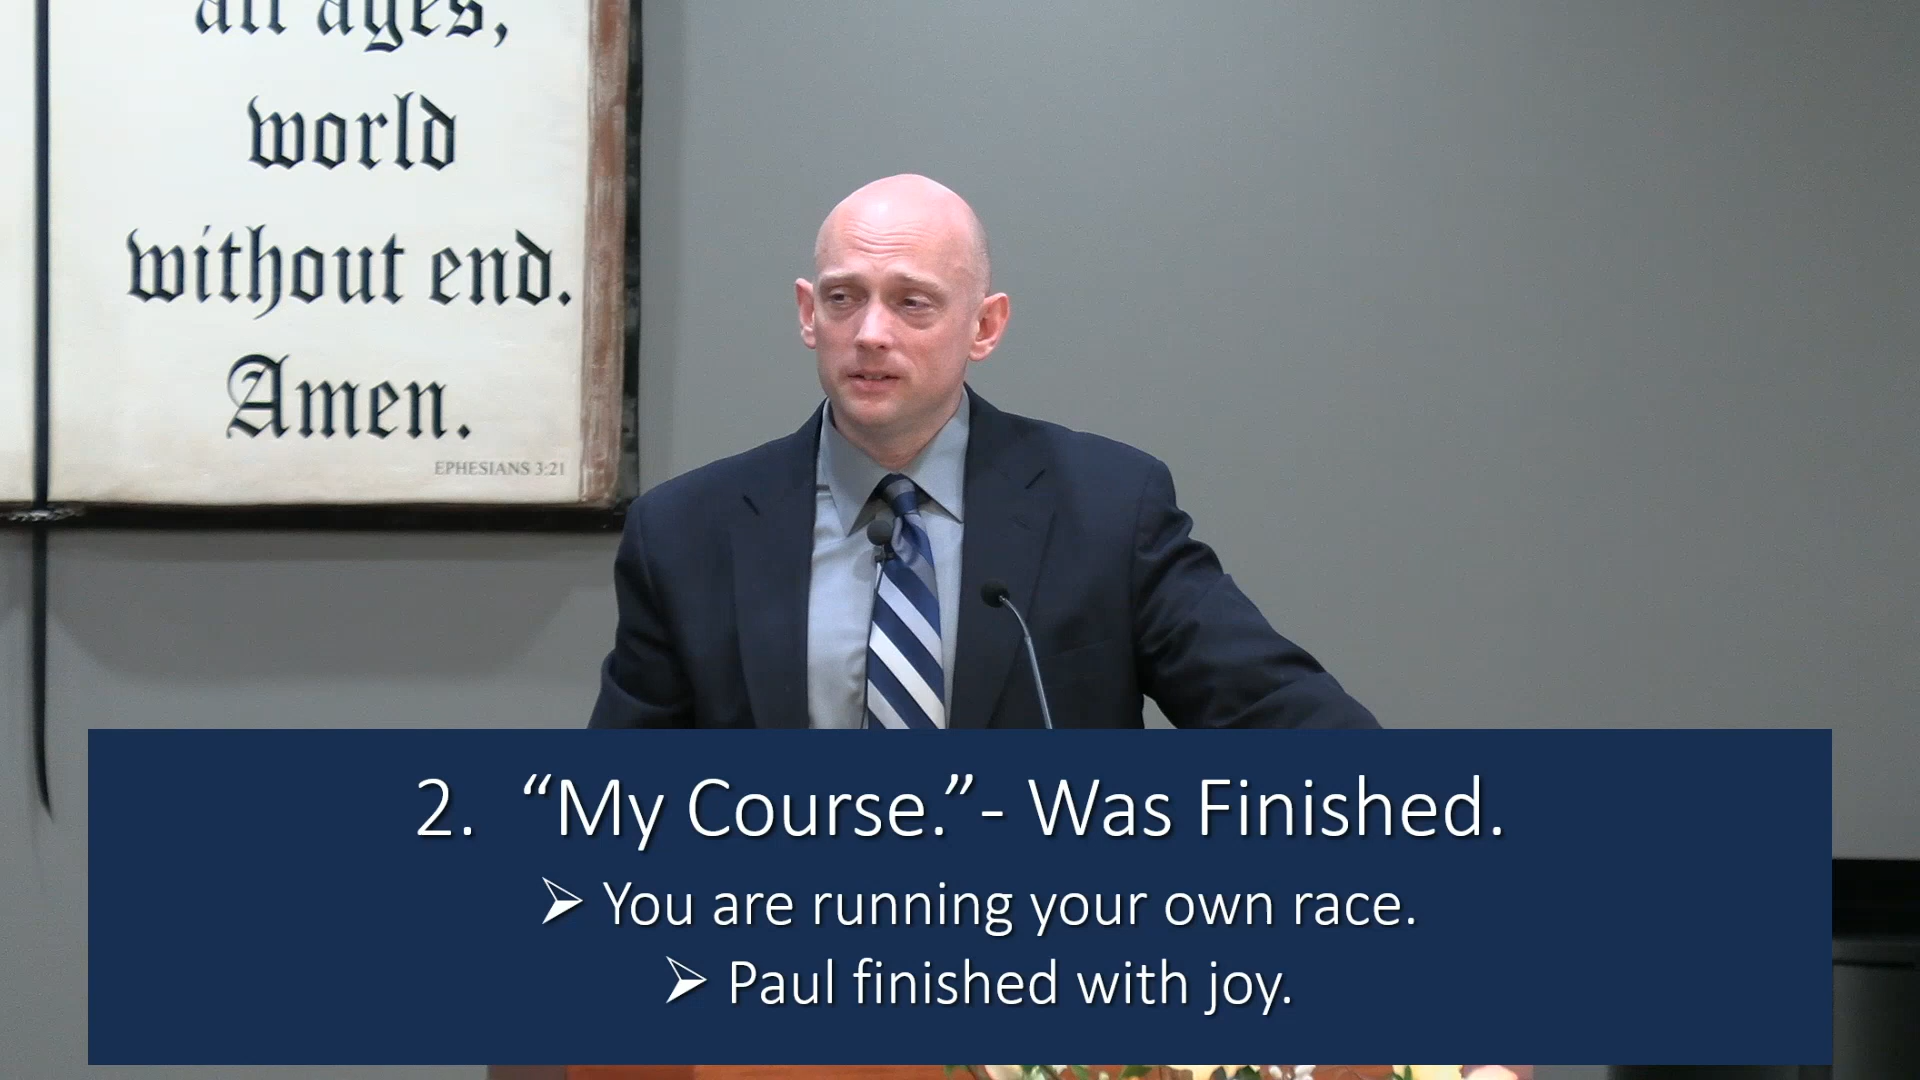 all ages,
world
without end.
Amen.
EPHESIANS 3:21
2. “My Course.”- Was Finished.
➢ You are running your own race.
➢ Paul finished with joy.